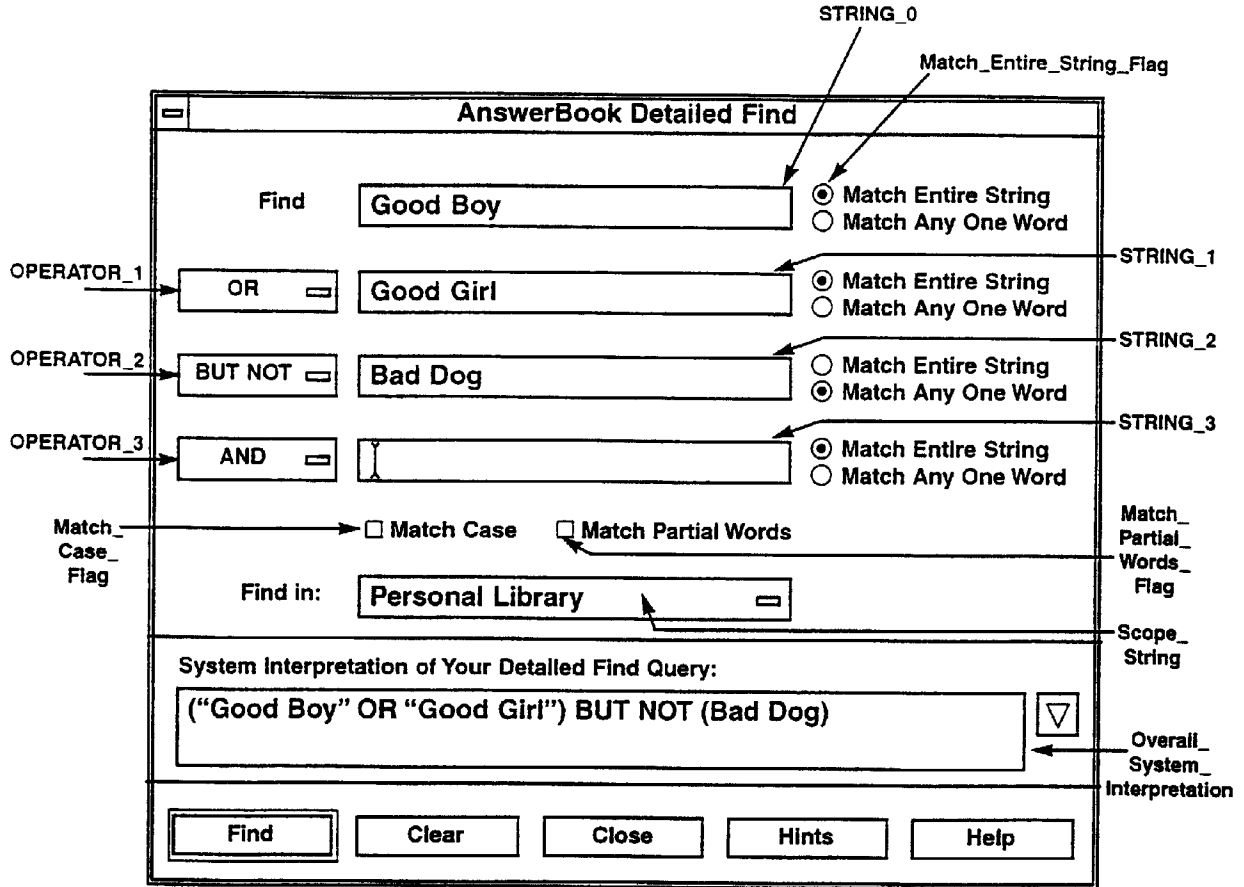 STRING_0
Match_Entire_String_Flag
AnswerBook Detailed Find
Find
Good Boy
Match Entire String
Match Any One Word
OPERATOR_1
OR
Good Girl
STRING_1
Match Entire String
Match Any One Word
OPERATOR_2
BUT NOT
Bad Dog
STRING_2
Match Entire String
Match Any One Word
OPERATOR_3
AND
STRING_3
Match Entire String
Match Any One Word
Match_
Case_
Flag
Match Case
Match Partial Words
Match_
Partial_
Words_
Flag
Find in:
Personal Library
Scope_
String
System Interpretation of Your Detailed Find Query:
(“Good Boy” OR “Good Girl”) BUT NOT (Bad Dog)
Overall_
System_
Interpretation
Find
Clear
Close
Hints
Help